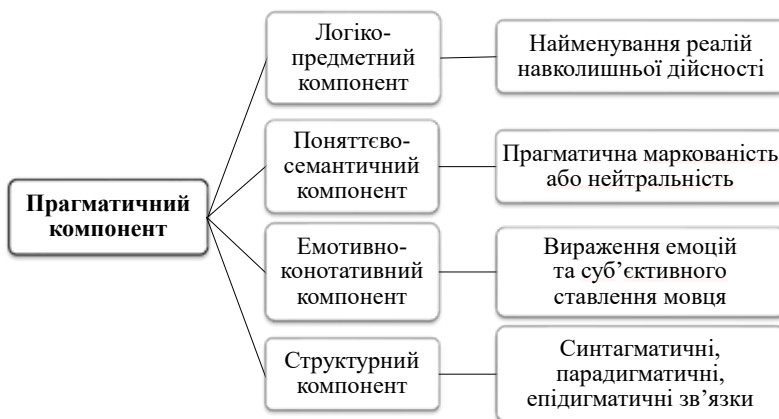 Прагматичний
компонент
Логіко-
предметний
компонент
Найменування реалій
навколишньої дійсності
Поняттєво-
семантичний
компонент
Прагматична маркованість
або нейтральність
Емотивно-
конотативний
компонент
Вираження емоцій
та суб’єктивного
ставлення мовця
Структурний
компонент
Синтагматичні,
парадигматичні,
епідигматичні зв’язки